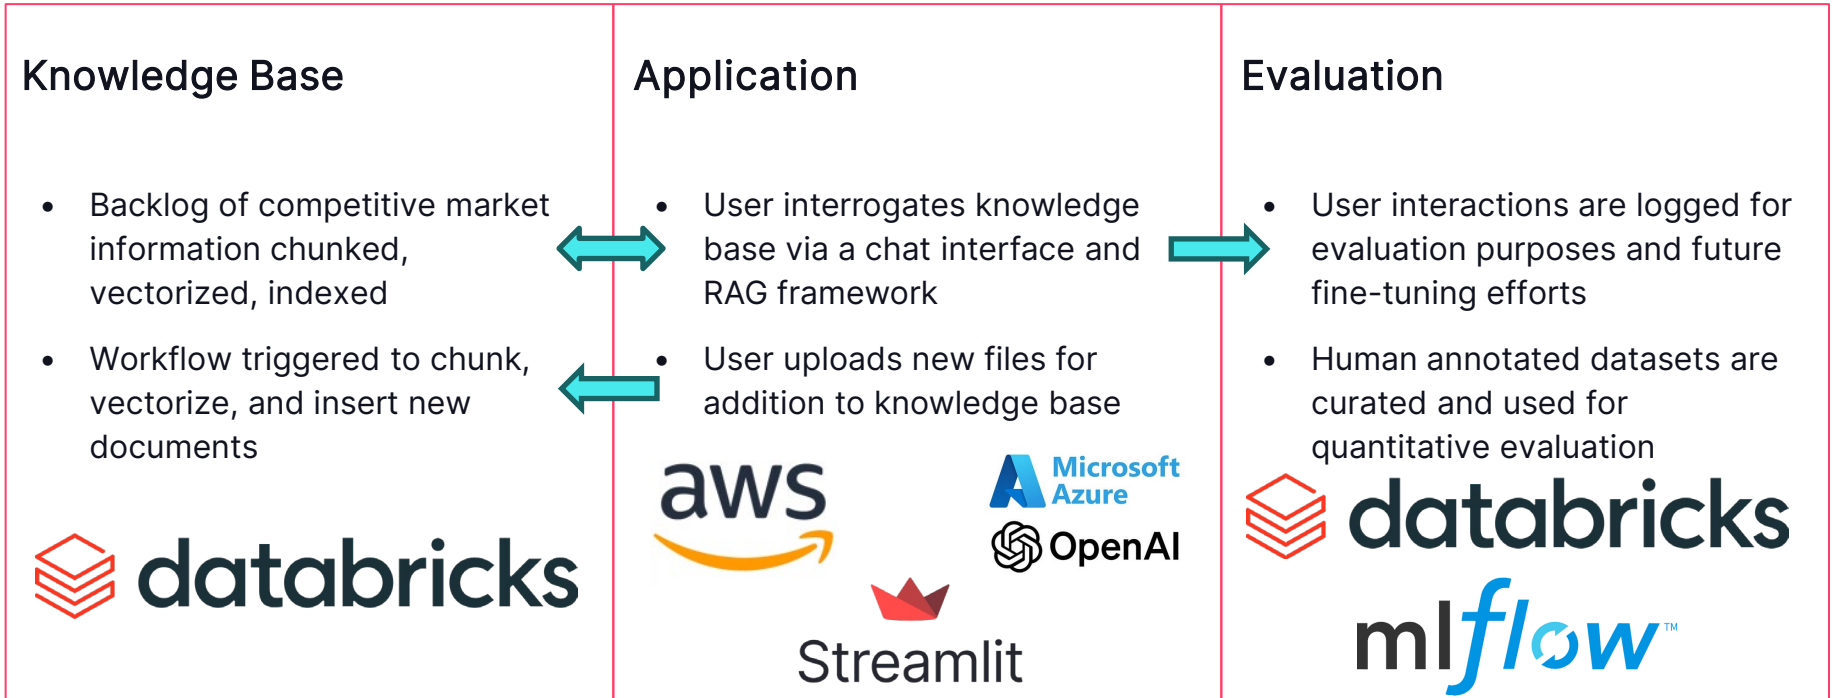 Knowledge Base
• Backlog of competitive market
information chunked,
vectorized, indexed
• Workflow triggered to chunk,
vectorize, and insert new
documents
databricks
Application
• User interrogates knowledge
base via a chat interface and
RAG framework
• User uploads new files for
addition to knowledge base
aws
Microsoft
Azure
OpenAI
Streamlit
Evaluation
• User interactions are logged for
evaluation purposes and future
fine-tuning efforts
• Human annotated datasets are
curated and used for
quantitative evaluation
databricks
mlflow™